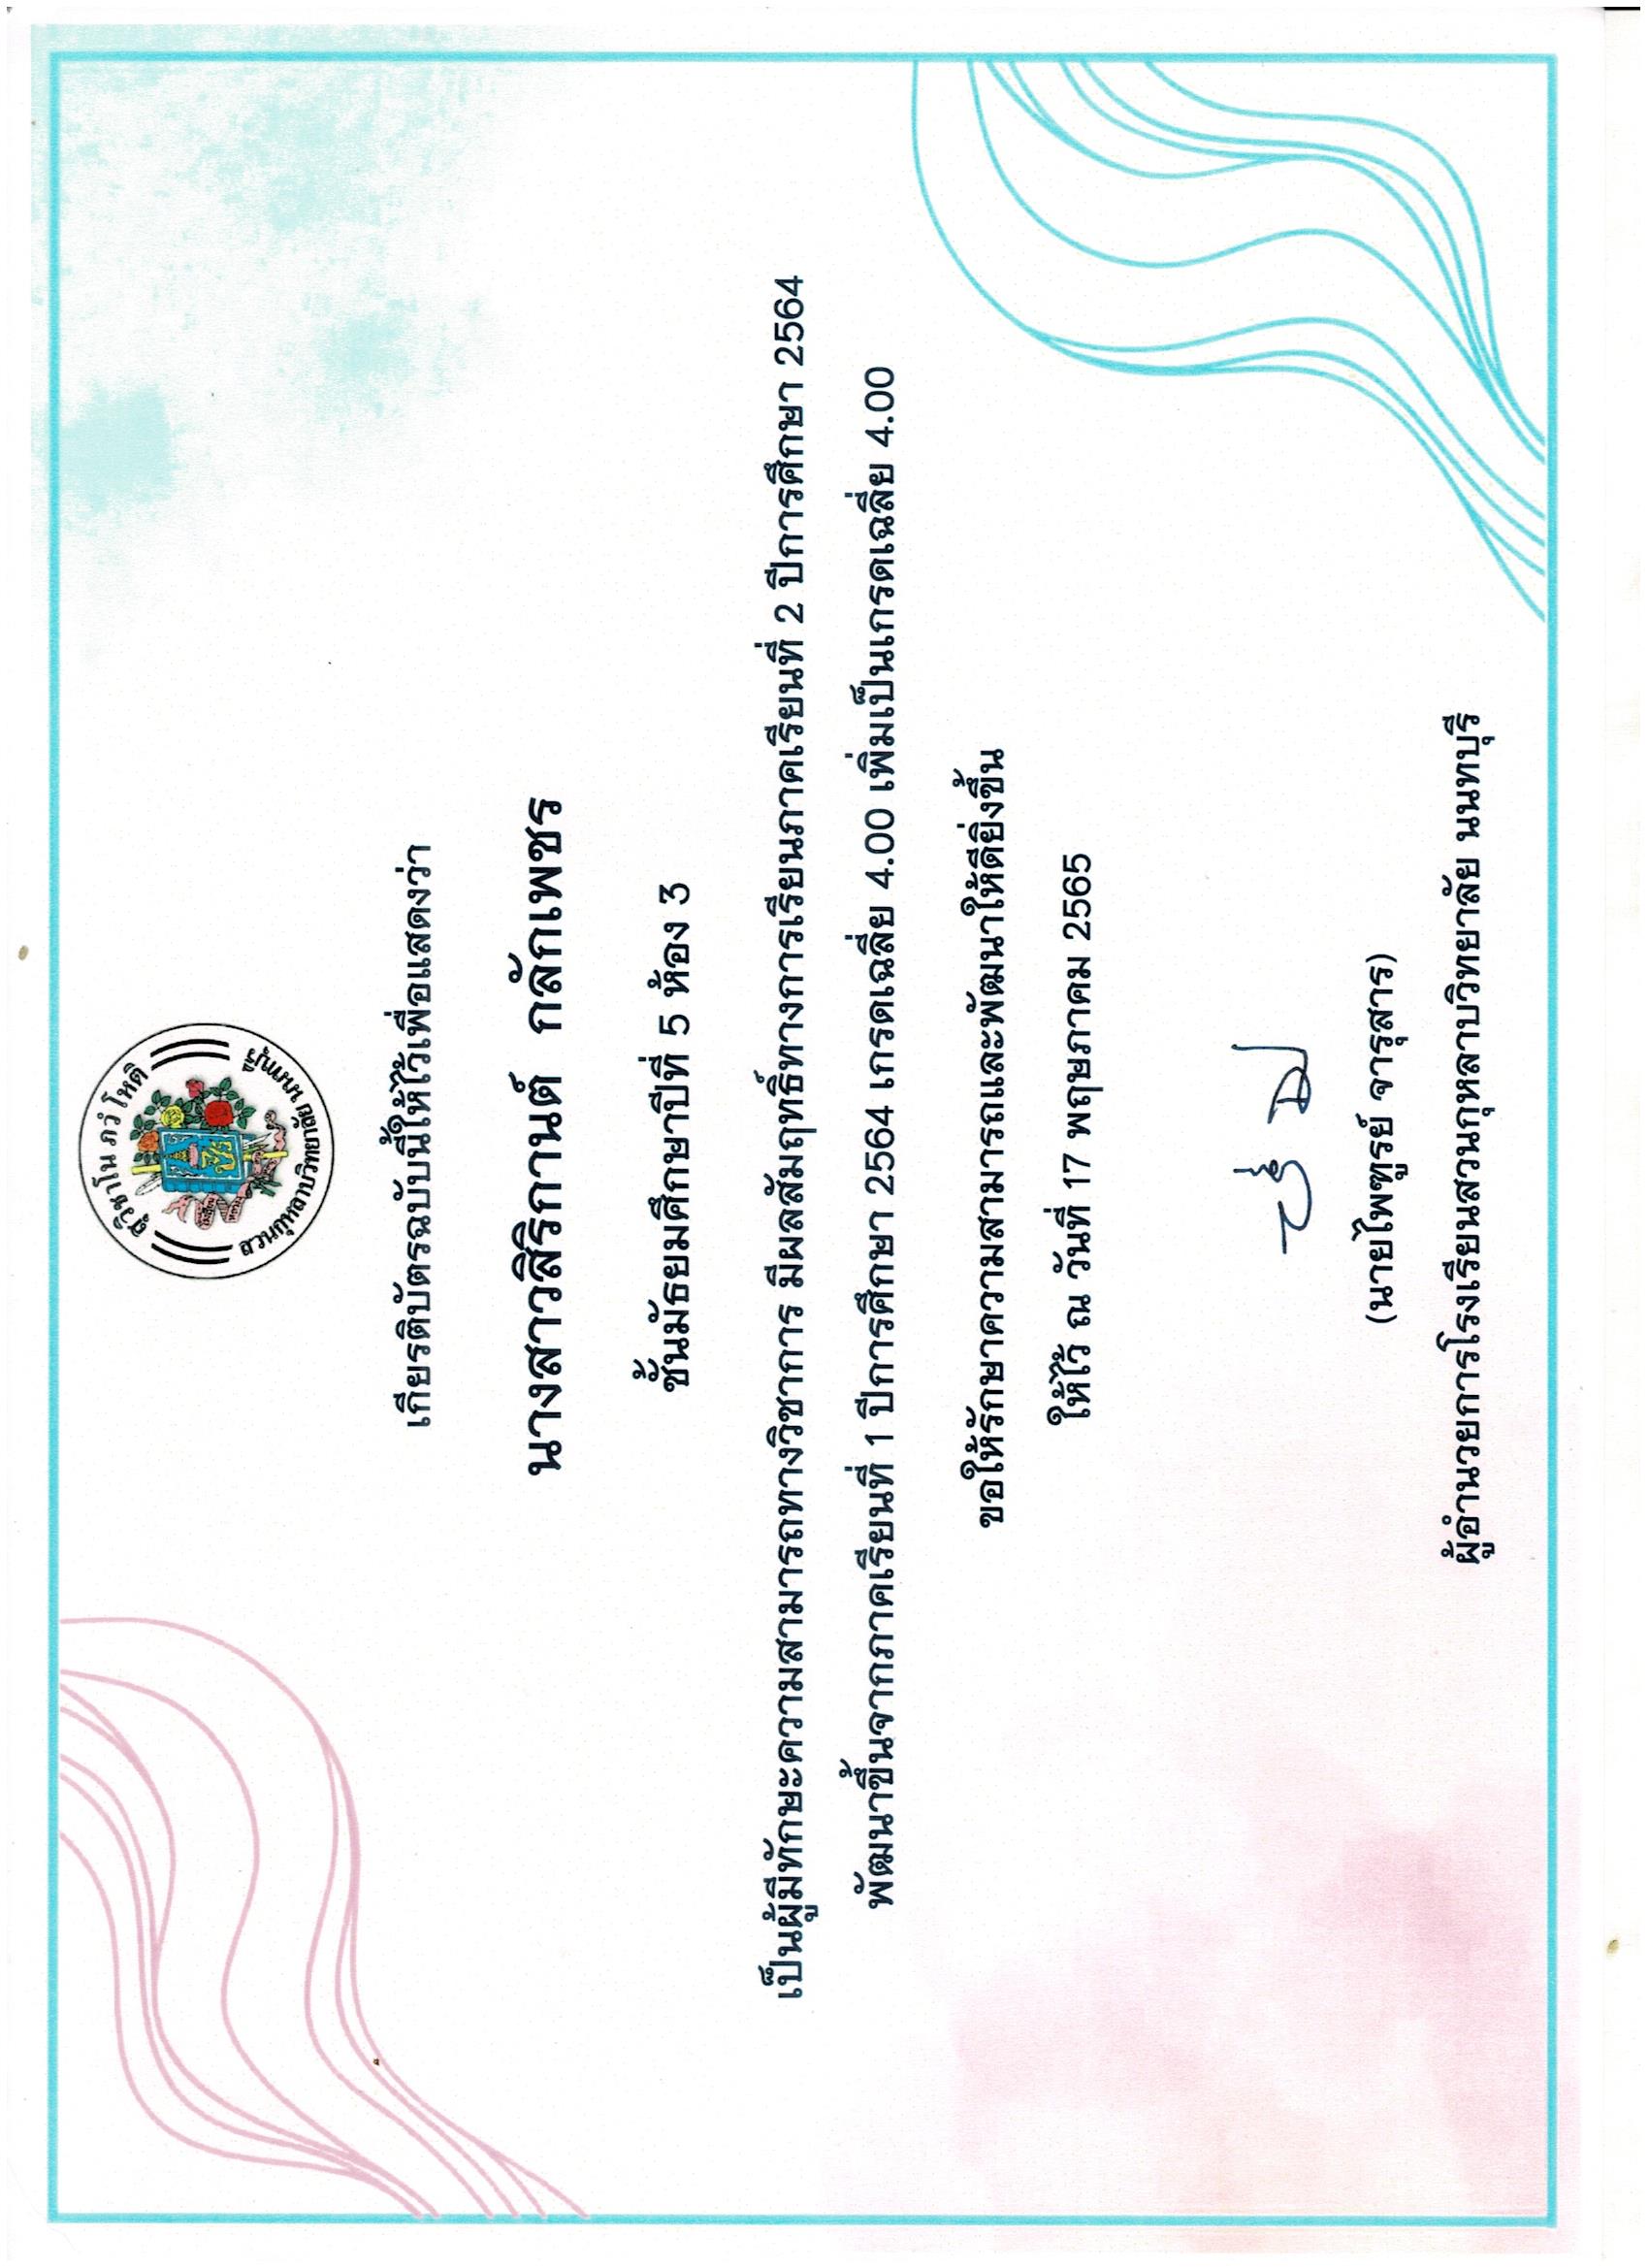 สุวิชาโน ภวํ โหติ
สวนกุหลาบวิทยาลัย นนทบุรี
เกียรติบัตรฉบับนี้ให้ไว้เพื่อแสดงว่า
นางสาวสิริกานต์ กลักเพชร
ชั้นมัธยมศึกษาปีที่ 5 ห้อง 3
เป็นผู้มีทักษะความสามารถทางวิชาการ มีผลสัมฤทธิ์ทางการเรียนภาคเรียนที่ 2 ปีการศึกษา 2564
พัฒนาขึ้นจากภาคเรียนที่ 1 ปีการศึกษา 2564 เกรดเฉลี่ย 4.00 เพิ่มเป็นเกรดเฉลี่ย 4.00
ขอให้รักษาความสามารถและพัฒนาให้ดียิ่งขึ้น
ให้ไว้ ณ วันที่ 17 พฤษภาคม 2565
(นายไพฑูรย์ จารุสาร)
ผู้อำนวยการโรงเรียนสวนกุหลาบวิทยาลัย นนทบุรี